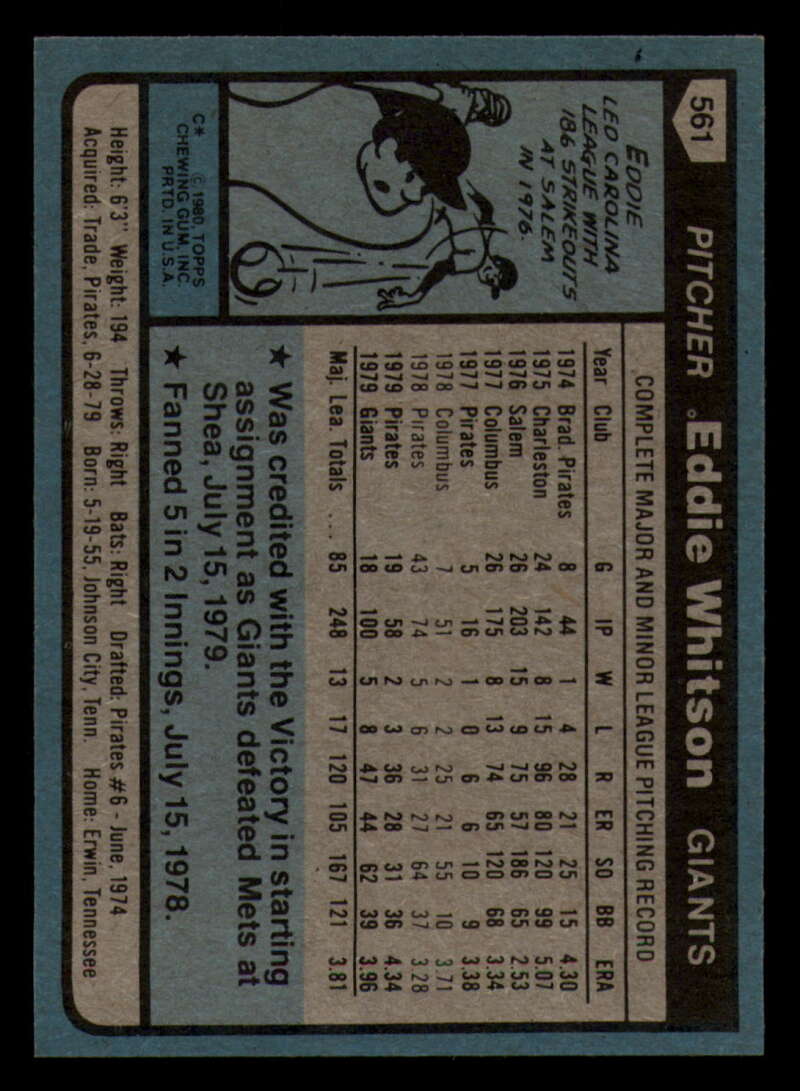 561 PITCHER Eddie Whitson GIANTS
EDDIE
LED CAROLINA
LEAGUE WITH
186 STRIKEOUTS
AT SALEM
IN 1976.
C* © 1980, TOPPS
CHEWING GUM, INC.
PRTD. IN U.S.A.
COMPLETE MAJOR AND MINOR LEAGUE PITCHING RECORD
Year Club G IP W L R ER SO BB ERA
1974 Brad. Pirates 8 44 1 4 28 21 25 15 4.30
1975 Charleston 24 142 8 15 96 80 120 99 5.07
1976 Salem 26 203 15 9 75 57 186 65 2.53
1977 Columbus 26 175 8 13 74 65 120 68 3.34
1977 Pirates 5 16 1 0 6 6 10 9 3.38
1978 Columbus 7 51 2 2 25 21 55 10 3.71
1978 Pirates 43 74 5 6 31 27 64 37 3.28
1979 Pirates 19 58 2 3 36 28 31 36 4.34
1979 Giants 18 100 5 8 47 44 62 39 3.96
Maj. Lea. Totals ... 85 248 13 17 120 105 167 121 3.81
★ Was credited with the Victory in starting
assignment as Giants defeated Mets at
Shea, July 15, 1979.
★ Fanned 5 in 2 Innings, July 15, 1978.
Height: 6'3" Weight: 194 Throws: Right Bats: Right Drafted: Pirates #6 - June, 1974
Acquired: Trade, Pirates, 6-28-79 Born: 5-19-55, Johnson City, Tenn. Home: Erwin, Tennessee